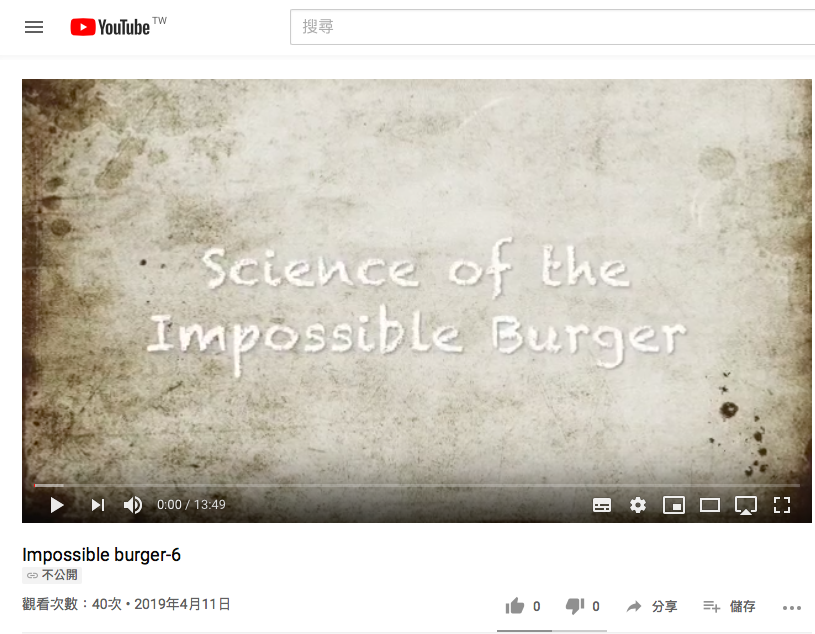 YouTube TW
搜尋
Science of the
Impossible Burger
0:00 / 13:49
Impossible burger-6
不公開
觀看次數：40次 • 2019年4月11日
0
0
分享
儲存